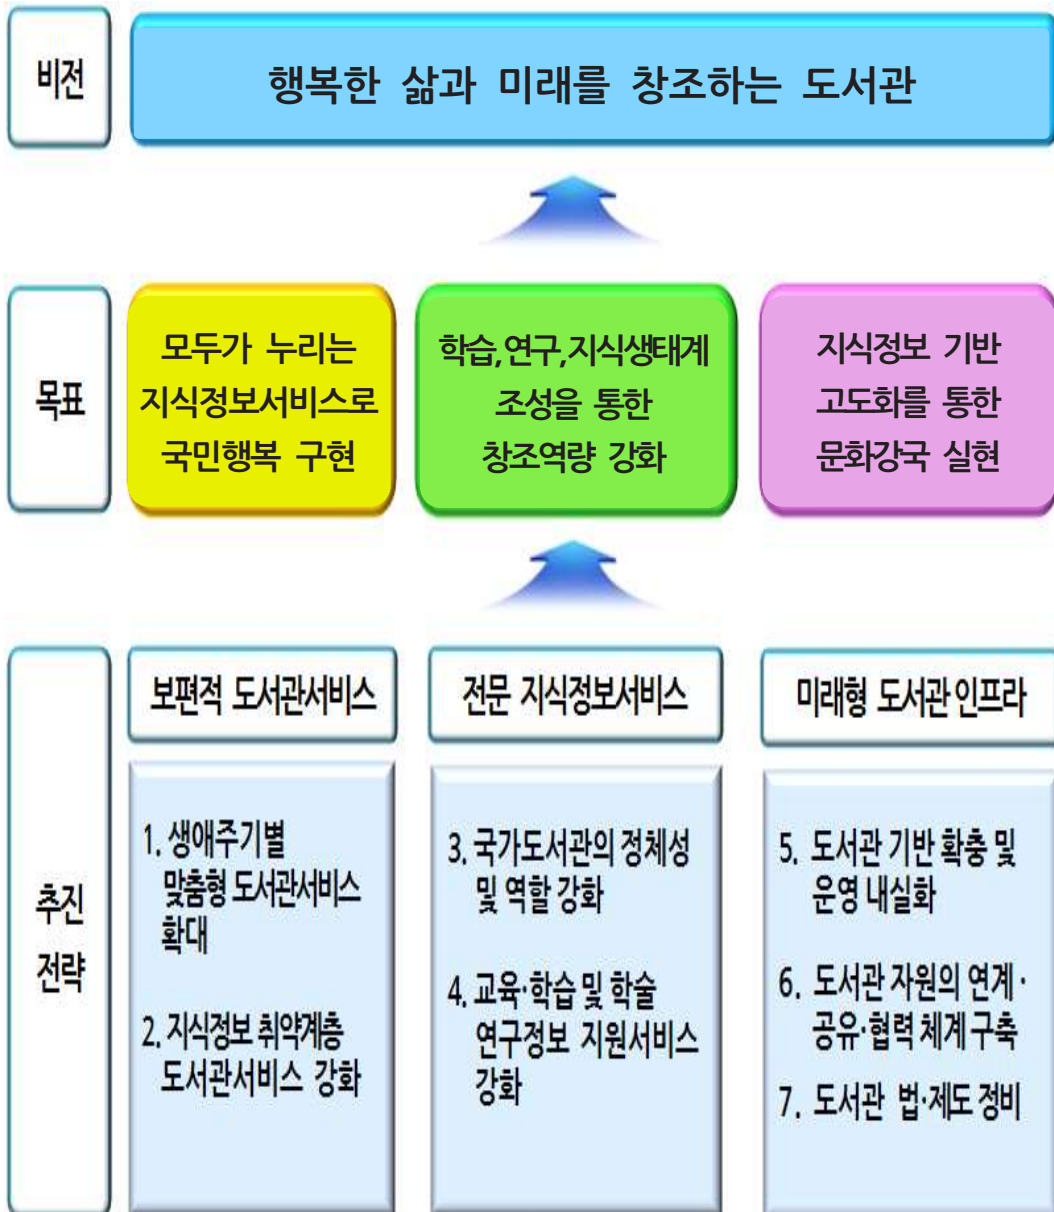 비전
행복한 삶과 미래를 창조하는 도서관
목표
모두가 누리는
지식정보서비스로
국민행복 구현
학습,연구,지식생태계
조성을 통한
창조역량 강화
지식정보 기반
고도화를 통한
문화강국 실현
추진
전략
보편적 도서관서비스
1. 생애주기별
맞춤형 도서관서비스
확대
2. 지식정보 취약계층
도서관서비스 강화
전문 지식정보서비스
3. 국가도서관의 정체성
및 역할 강화
4. 교육·학습 및 학술
연구정보 지원서비스
강화
미래형 도서관 인프라
5. 도서관 기반 확충 및
운영 내실화
6. 도서관 자원의 연계·
공유·협력 체계 구축
7. 도서관 법·제도 정비